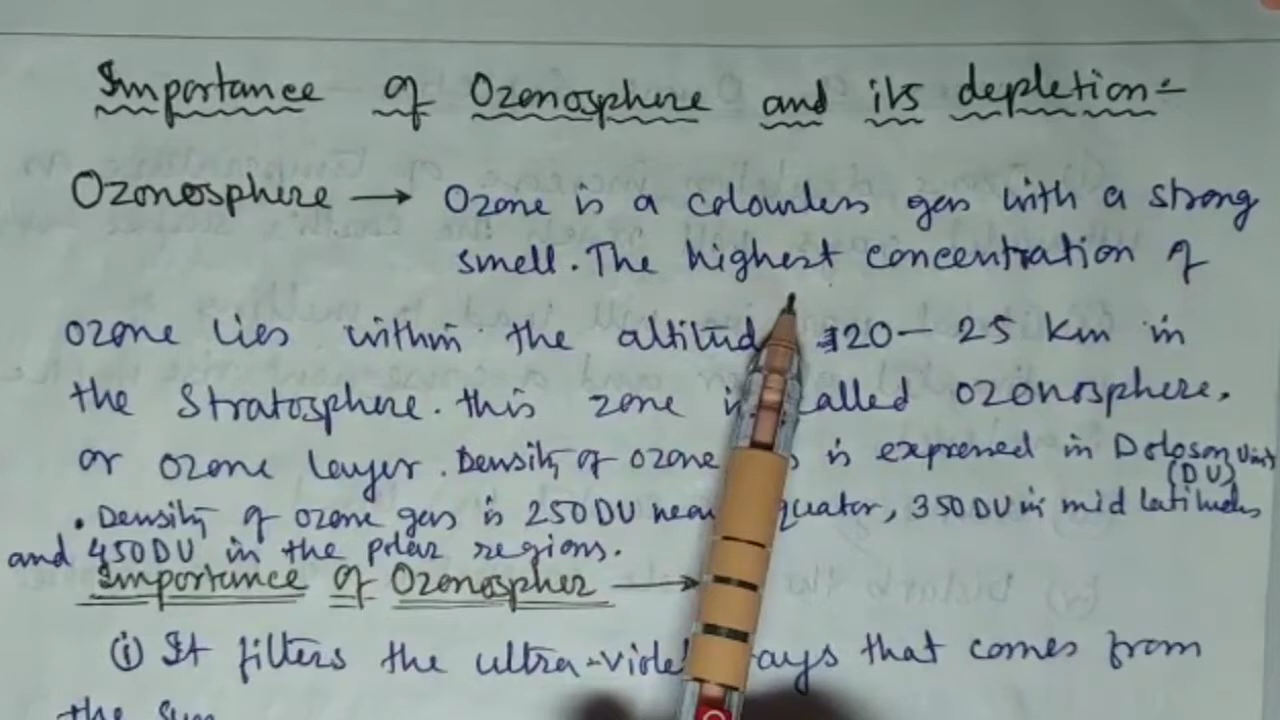 Importance of Ozonosphere and its depletion:-
Ozonosphere → Ozone is a colourless gas with a strong
smell. The highest concentration of
ozone lies within the altitud 20 – 25 km in
the Stratosphere. this zone is called ozonosphere.
or ozone layer. Density of ozone is expressed in Doloson Unit
(DU)
. Density of ozone gas is 250 DU near equator, 350 DU in mid latitudes
and 450 DU in the polar regions.
Importance of Ozonospher →
(i) It filters the ultra-violet rays that comes from
the Sun